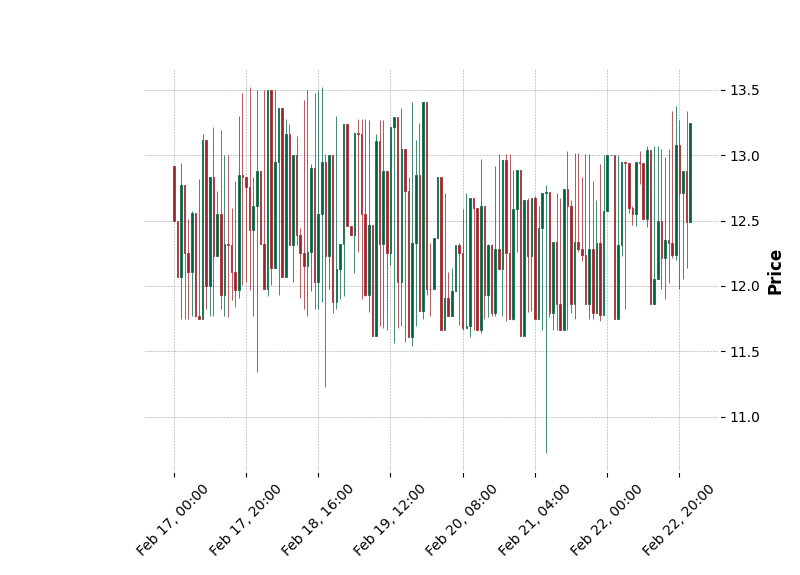 13.5
13.0
12.5
12.0
11.5
11.0
Price
Feb 17, 00:00
Feb 17, 20:00
Feb 18, 16:00
Feb 19, 12:00
Feb 20, 08:00
Feb 21, 04:00
Feb 22, 00:00
Feb 22, 20:00